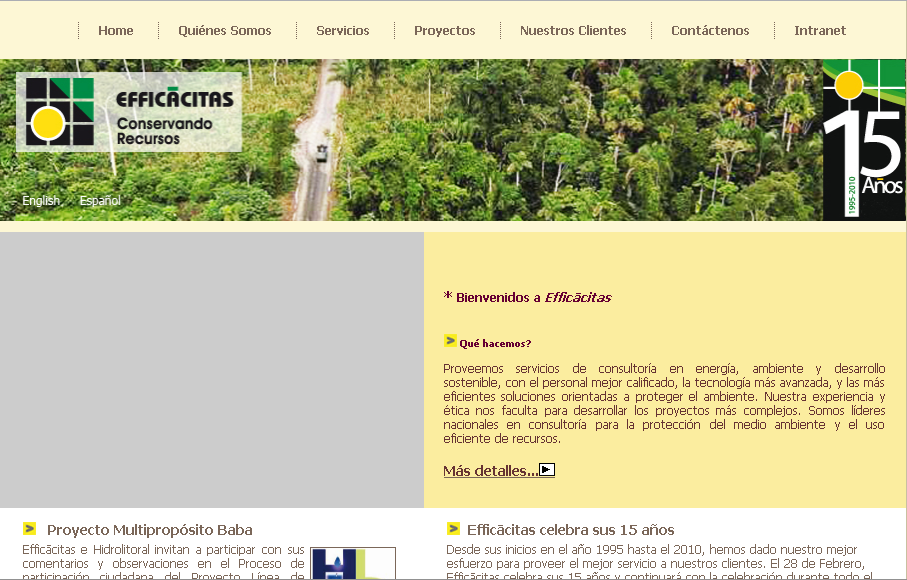 Home Quiénes Somos Servicios Proyectos Nuestros Clientes Contáctenos Intranet
EFFICĀCITAS
Conservando
Recursos
15
Años
1995-2010
English Español
* Bienvenidos a Efficācitas
Qué hacemos?
Proveemos servicios de consultoría en energía, ambiente y desarrollo
sostenible, con el personal mejor calificado, la tecnología más avanzada, y las más
eficientes soluciones orientadas a proteger el ambiente. Nuestra experiencia y
ética nos faculta para desarrollar los proyectos más complejos. Somos líderes
nacionales en consultoría para la protección del medio ambiente y el uso
eficiente de recursos.
Más detalles...
Proyecto Multipropósito Baba
Efficācitas e Hidrolitoral invitan a participar con sus
comentarios y observaciones en el Proceso de
participación ciudadana del Proyecto Línea de
Efficācitas celebra sus 15 años
Desde sus inicios en el año 1995 hasta el 2010, hemos dado nuestro mejor
esfuerzo para proveer el mejor servicio a nuestros clientes. El 28 de Febrero,
Efficācitas celebra sus 15 años y continuará con la celebración durante todo el